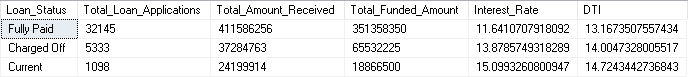 Loan_Status Total_Loan_Applications Total_Amount_Received Total_Funded_Amount Interest_Rate DTI
Fully Paid 32145 411586256 351358350 11.6410707918092 13.1673507557434
Charged Off 5333 37284763 65532225 13.8785749318289 14.0047328005517
Current 1098 24199914 18866500 15.0993260800947 14.7243442736843